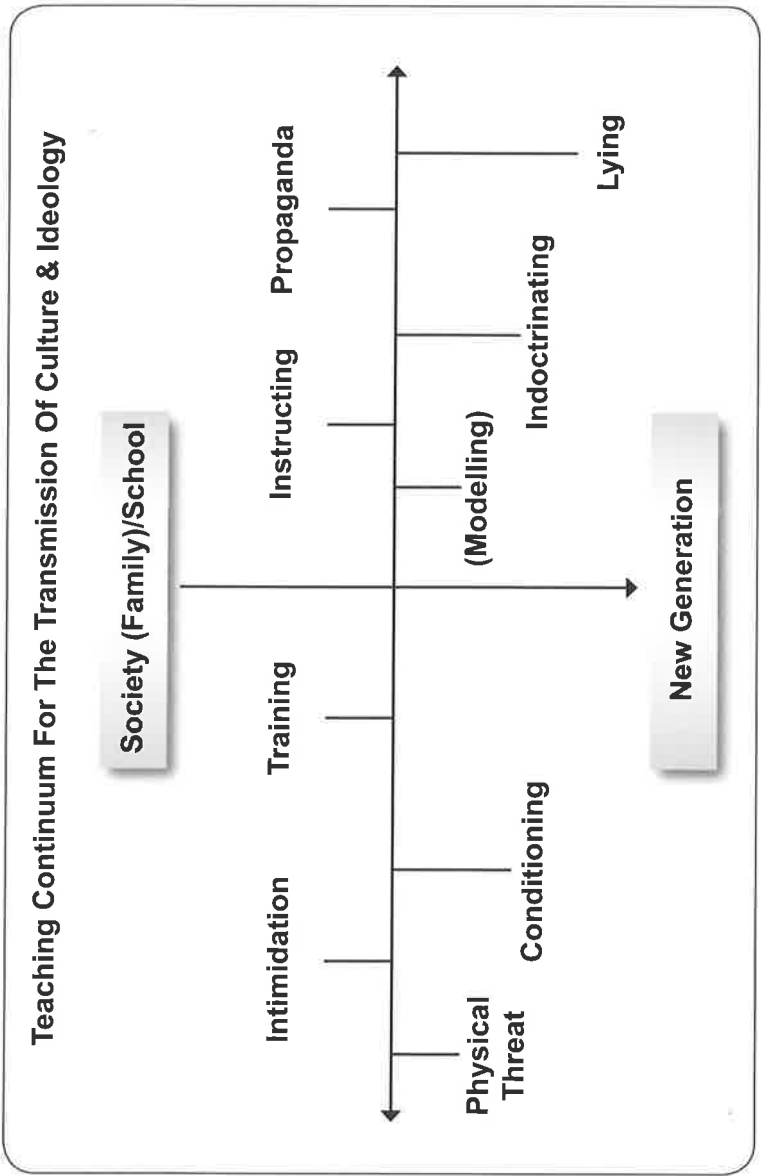 Teaching Continuum For The Transmission Of Culture & Ideology
Society (Family)/School
Intimidation
Training
Instructing
Propaganda
Physical
Threat
Conditioning
(Modelling)
Indoctrinating
Lying
New Generation